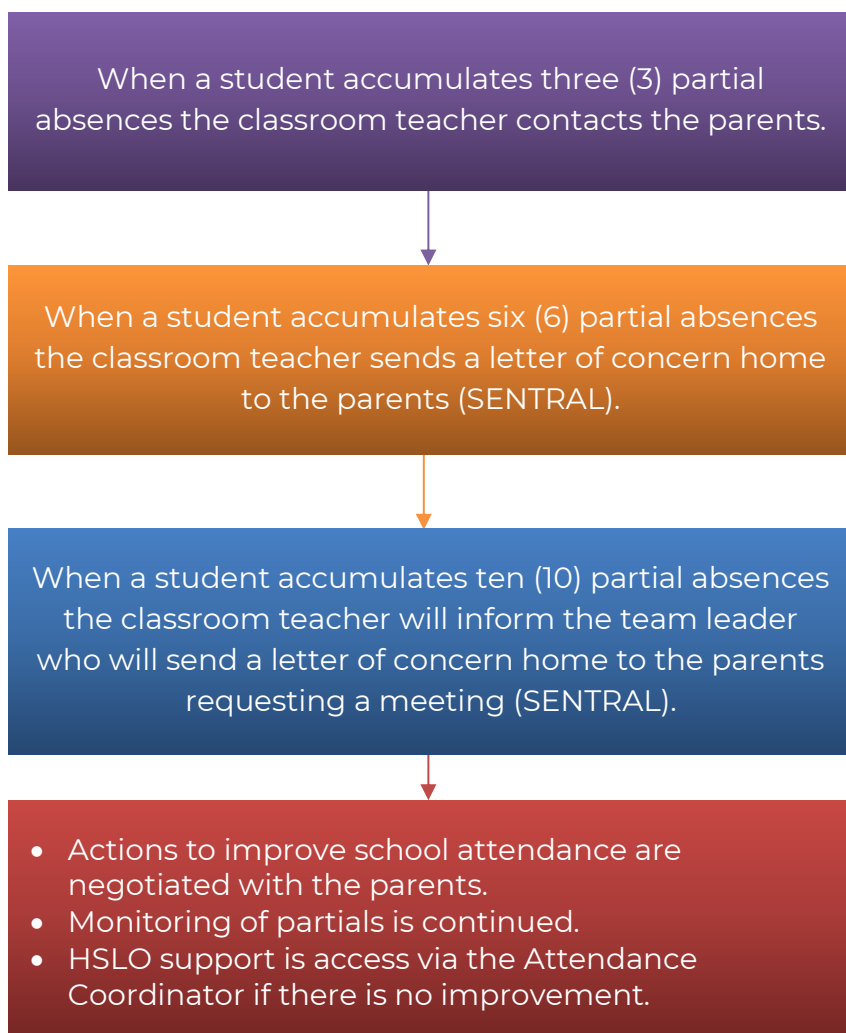 When a student accumulates three (3) partial
absences the classroom teacher contacts the parents.
When a student accumulates six (6) partial absences
the classroom teacher sends a letter of concern home
to the parents (SENTRAL).
When a student accumulates ten (10) partial absences
the classroom teacher will inform the team leader
who will send a letter of concern home to the parents
requesting a meeting (SENTRAL).
• Actions to improve school attendance are
negotiated with the parents.
• Monitoring of partials is continued.
• HSLO support is access via the Attendance
Coordinator if there is no improvement.